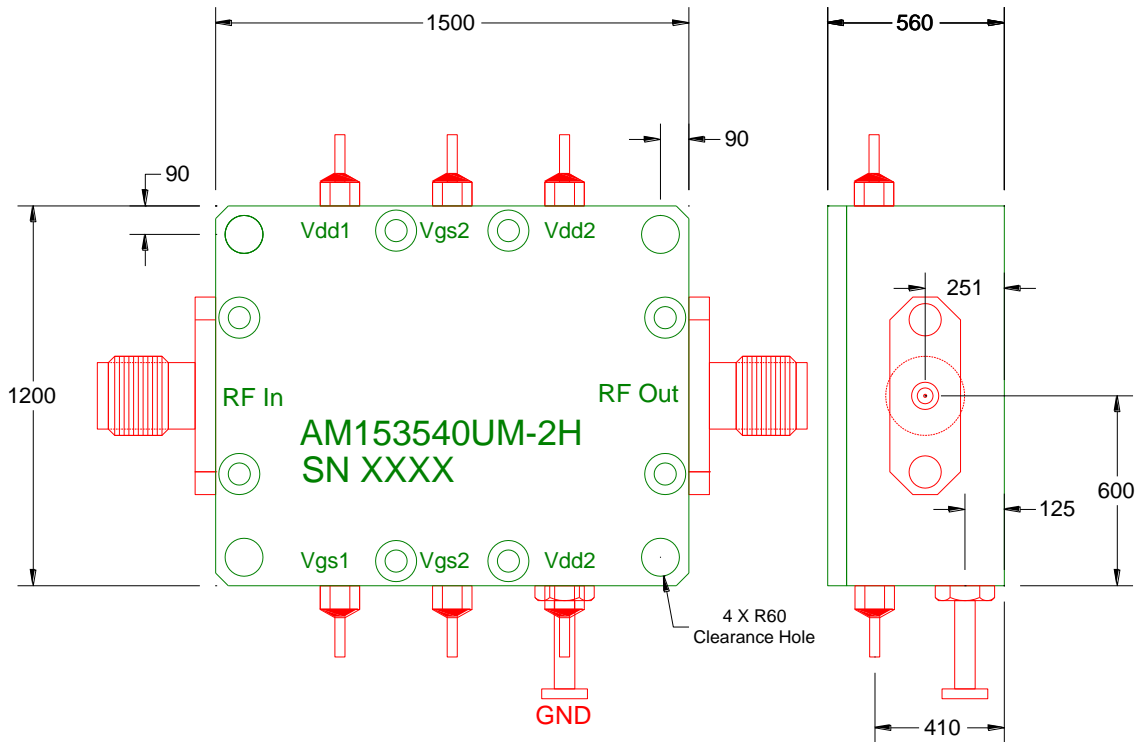 1500
560
90
90
Vdd1
Vgs2
Vdd2
251
1200
RF In
RF Out
AM153540UM-2H
SN XXXX
600
125
Vgs1
Vgs2
Vdd2
4 X R60
Clearance Hole
GND
410